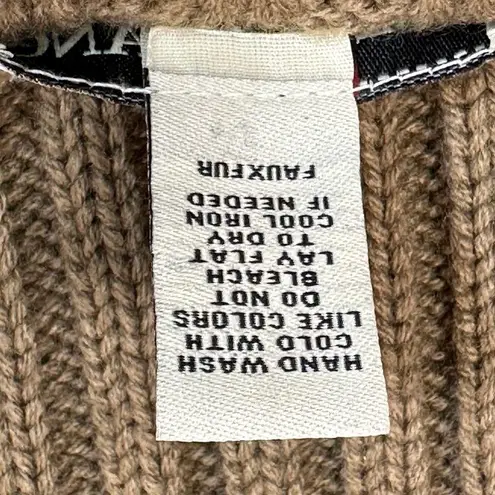 HAND WASH
COLD WITH
LIKE COLORS
DO NOT
BLEACH
LAY FLAT
TO DRY
COOL IRON
IF NEEDED
FAUXFUR